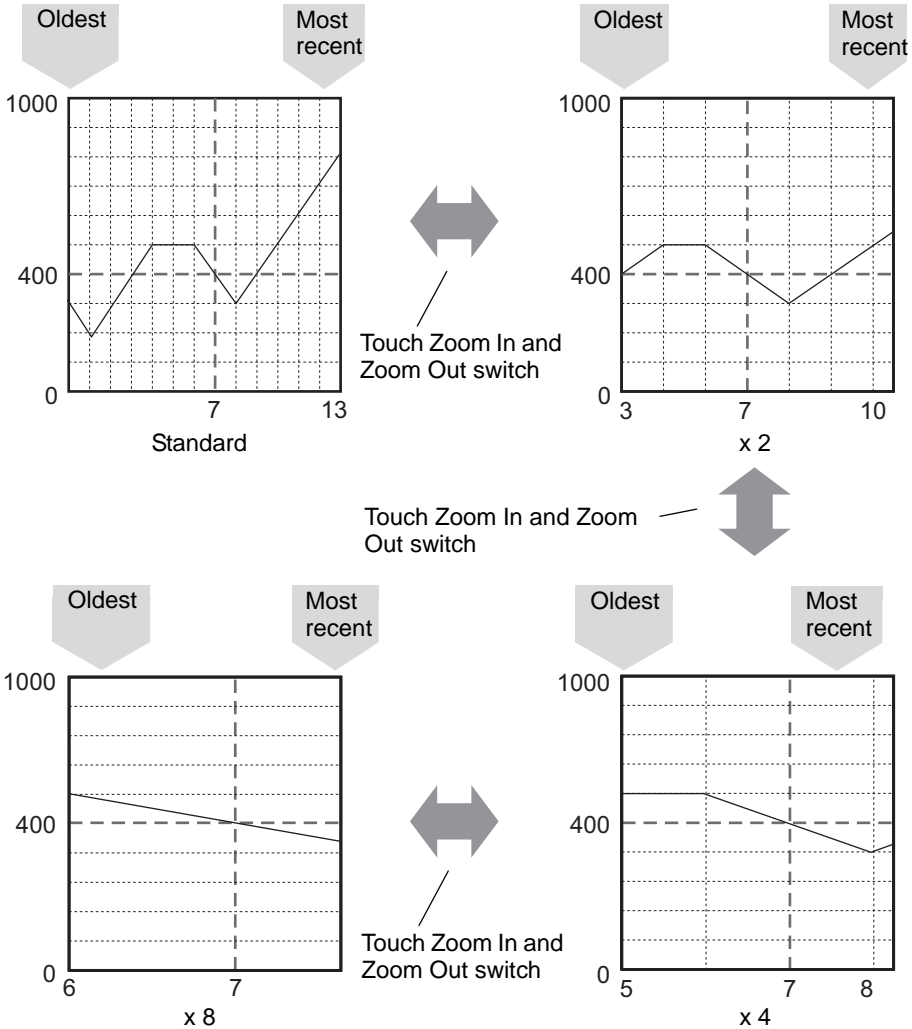 Oldest
Most
recent
Oldest
Most
recent
1000
400
0
7
13
Standard
Touch Zoom In and
Zoom Out switch
1000
400
0
3
7
10
x 2
Touch Zoom In and Zoom
Out switch
Oldest
Most
recent
Oldest
Most
recent
1000
400
0
6
7
x 8
Touch Zoom In and
Zoom Out switch
1000
400
0
5
7
8
x 4